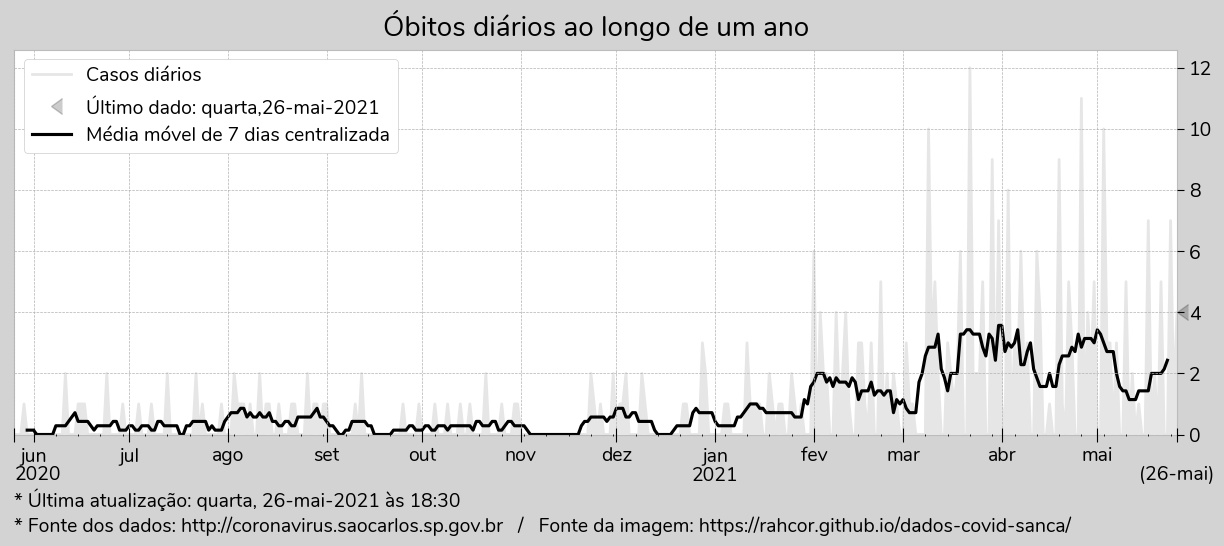 Óbitos diários ao longo de um ano
Casos diários
Último dado: quarta,26-mai-2021
Média móvel de 7 dias centralizada
12
10
8
6
4
2
0
jun jul ago set out nov dez jan fev mar abr mai
2020 2021 (26-mai)
* Última atualização: quarta, 26-mai-2021 às 18:30
* Fonte dos dados: http://coronavirus.saocarlos.sp.gov.br / Fonte da imagem: https://rahcor.github.io/dados-covid-sanca/